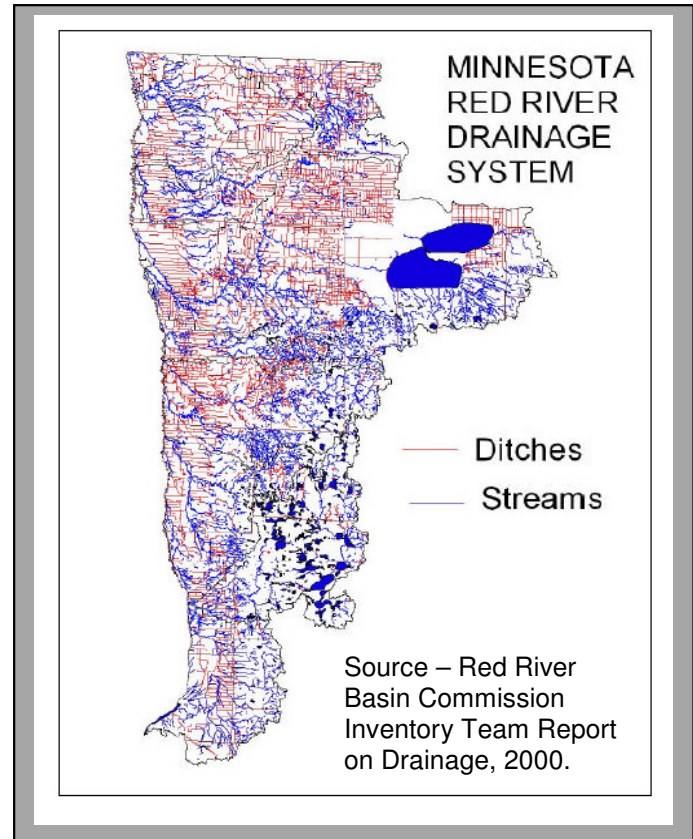 MINNESOTA
RED RIVER
DRAINAGE
SYSTEM
Ditches
Streams
Source – Red River
Basin Commission
Inventory Team Report
on Drainage, 2000.